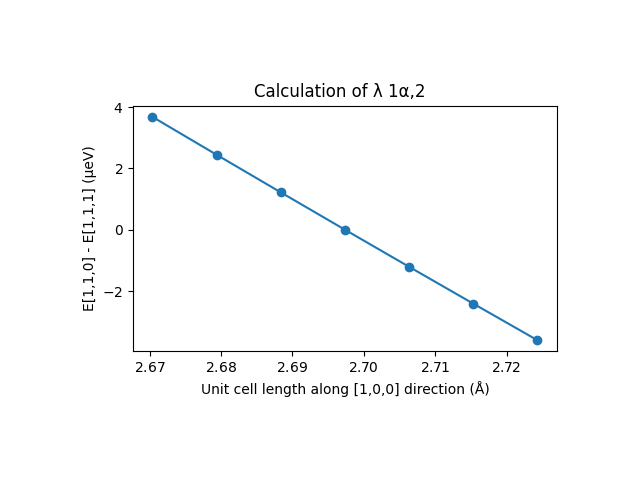 Calculation of λ 1α,2
E[1,1,0] - E[1,1,1] (μeV)
4
2
0
−2
2.67 2.68 2.69 2.70 2.71 2.72
Unit cell length along [1,0,0] direction (Å)